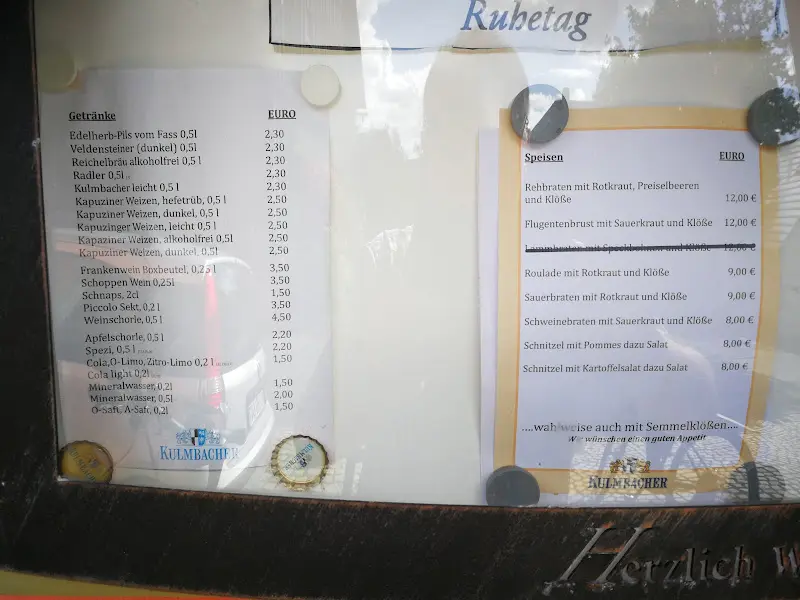 Ruhetag
Getränke EURO
Edelherb-Pils vom Fass 0,5l 2,30
Veldensteiner (dunkel) 0,5l 2,30
Reichelbräu alkoholfrei 0,5 l 2,30
Radler 0,5l 2,30
Kulmbacher leicht 0,5 l 2,30
Kapuziner Weizen, hefetrüb, 0,5 l 2,50
Kapuziner Weizen, dunkel, 0,5 l 2,50
Kapuzinger Weizen, leicht 0,5 l 2,50
Kapaziner Weizen, alkoholfrei 0,5l 2,50
Kapuziner Weizen, dunkel, 0,5l 2,50
Frankenwein Boxbeutel, 0,25 l 3,50
Schoppen Wein 0,25l 3,50
Schnaps, 2cl 1,50
Piccolo Sekt, 0,2 l 3,50
Weinschorle, 0,5 l 4,50
Apfelschorle, 0,5 l 2,20
Spezi, 0,5 l 2,20
Cola, O-Limo, Zitro-Limo 0,2 l 1,50
Cola light 0,2l
Mineralwasser, 0,2l 1,50
Mineralwasser, 0,5l 2,00
O-Saft, A-Safr, 0,2l 1,50
KULMBACHER
Speisen EURO
Rehbraten mit Rotkraut, Preiselbeeren
und Klöße 12,00 €
Flugentenbrust mit Sauerkraut und Klöße 12,00 €
Lammbraten mit Speckbohnen und Klöße 12,00 €
Roulade mit Rotkraut und Klöße 9,00 €
Sauerbraten mit Rotkraut und Klöße 9,00 €
Schweinebraten mit Sauerkraut und Klöße 8,00 €
Schnitzel mit Pommes dazu Salat 8,00 €
Schnitzel mit Kartoffelsalat dazu Salat 8,00 €
....wahlweise auch mit Semmelklößen....
Wir wünschen einen guten Appetit
KULMBACHER
Herzlich W